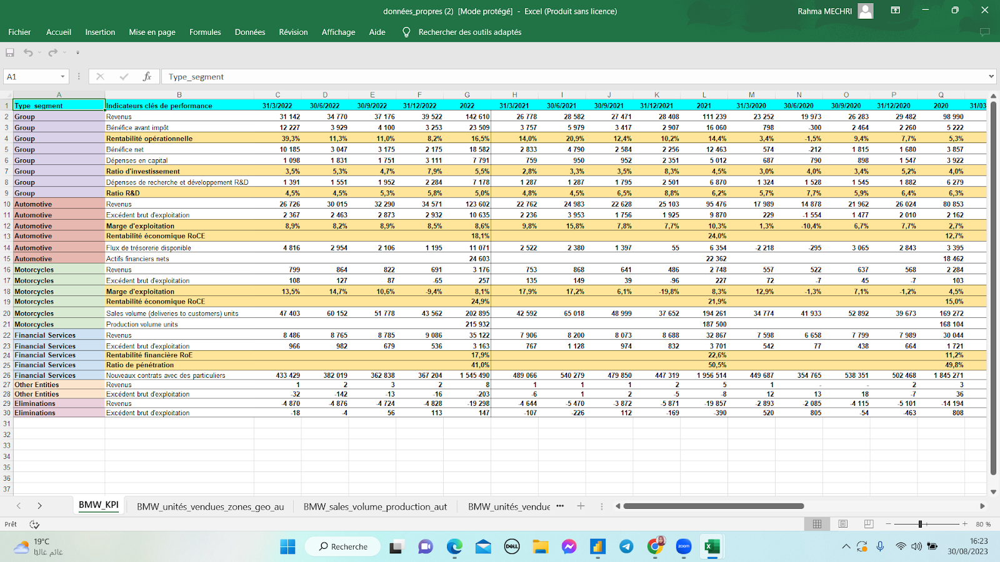 données_propres (2) [Mode protégé] - Excel (Produit sans licence)
Rahma MECHRI
Fichier Accueil Insertion Mise en page Formules Données Révision Affichage Aide Rechercher des outils adaptés
A1 fx Type_segment
A B C D E F G H I J K L M N O P Q
1 Type_segment Indicateurs clés de performance 31/3/2022 30/6/2022 30/9/2022 31/12/2022 2022 31/3/2021 30/6/2021 30/9/2021 31/12/2021 2021 31/3/2020 30/6/2020 30/9/2020 31/12/2020 2020 31/03
2 Group Revenus 31 142 34 770 37 176 39 522 142 610 26 778 28 582 27 471 28 408 111 239 23 252 19 973 26 283 29 482 98 990
3 Group Bénéfice avant impôt 12 227 3 929 4 100 3 253 23 509 3 757 5 979 3 417 2 907 16 060 798 -300 2 464 2 260 5 222
4 Group Rentabilité opérationnelle 39,3% 11,3% 11,0% 8,2% 16,5% 14,0% 20,9% 12,4% 10,2% 14,4% 3,4% -1,5% 9,4% 7,7% 5,3%
5 Group Bénéfice net 10 185 3 047 3 175 2 175 18 582 2 833 4 790 2 584 2 256 12 463 574 -212 1 815 1 680 3 857
6 Group Dépenses en capital 1 098 1 831 1 751 3 111 7 791 759 950 952 2 351 5 012 687 790 898 1 547 3 922
7 Group Ratio d'investissement 3,5% 5,3% 4,7% 7,9% 5,5% 2,8% 3,3% 3,5% 8,3% 4,5% 3,0% 4,0% 3,4% 5,2% 4,0%
8 Group Dépenses de recherche et développement R&D 1 391 1 551 1 952 2 284 7 178 1 287 1 287 1 795 2 501 6 870 1 324 1 528 1 545 1 882 6 279
9 Group Ratio R&D 4,5% 4,5% 5,3% 5,8% 5,0% 4,8% 4,5% 6,5% 8,8% 6,2% 5,7% 7,7% 5,9% 6,4% 6,3%
10 Automotive Revenus 26 726 30 015 32 290 34 571 123 602 22 762 24 983 22 628 25 103 95 476 17 989 14 878 21 962 26 024 80 853
11 Automotive Excédent brut d'exploitation 2 367 2 463 2 873 2 932 10 635 2 236 3 953 1 756 1 925 9 870 229 -1 554 1 477 2 010 2 162
12 Automotive Marge d'exploitation 8,9% 8,2% 8,9% 8,5% 8,6% 9,8% 15,8% 7,8% 7,7% 10,3% 1,3% -10,4% 6,7% 7,7% 2,7%
13 Automotive Rentabilité économique RoCE 18,1% 24,0% 12,7%
14 Automotive Flux de trésorerie disponible 4 816 2 954 2 106 1 195 11 071 2 522 2 380 1 397 55 6 354 -2 218 -295 3 065 2 843 3 395
15 Automotive Actifs financiers nets 24 603 22 362 18 462
16 Motorcycles Revenus 799 864 822 691 3 176 753 868 641 486 2 748 557 522 637 568 2 284
17 Motorcycles Excédent brut d'exploitation 108 127 87 -65 257 135 149 39 -96 227 72 -7 45 -7 103
18 Motorcycles Marge d'exploitation 13,5% 14,7% 10,6% -9,4% 8,1% 17,9% 17,2% 6,1% -19,8% 8,3% 12,9% -1,3% 7,1% -1,2% 4,5%
19 Motorcycles Rentabilité économique RoCE 24,9% 21,9% 15,0%
20 Motorcycles Sales volume (deliveries to customers) units 47 403 60 152 51 778 43 562 202 895 42 592 65 018 48 999 37 652 194 261 34 774 41 933 52 892 39 673 169 272
21 Motorcycles Production volume units 215 932 187 500 168 104
22 Financial Services Revenus 8 486 8 765 8 785 9 086 35 122 7 906 8 200 8 073 8 688 32 867 7 598 6 658 7 799 7 989 30 044
23 Financial Services Excédent brut d'exploitation 966 982 679 536 3 163 767 1 128 974 832 3 701 542 77 438 664 1 721
24 Financial Services Rentabilité financière RoE 17,9% 22,6% 11,2%
25 Financial Services Ratio de pénétration 41,0% 50,5% 49,8%
26 Financial Services Nouveaux contrats avec des particuliers 433 429 382 019 362 838 367 204 1 545 490 489 066 540 279 479 850 447 319 1 956 514 449 687 354 765 538 351 502 468 1 845 271
27 Other Entities Revenus 1 2 3 2 8 1 1 1 2 5 1 - - 2 3
28 Other Entities Excédent brut d'exploitation -32 -142 -13 -16 -203 -6 1 2 -5 -8 12 13 18 -7 36
29 Eliminations Revenus -4 870 -4 876 -4 724 -4 828 -19 298 -4 644 -5 470 -3 872 -5 871 -19 857 -2 893 -2 085 -4 115 -5 101 -14 194
30 Eliminations Excédent brut d'exploitation -18 -4 56 113 147 -107 -226 112 -169 -390 520 805 -54 -463 808
31
32
33
34
35
36
37
BMW_KPI BMW_unités_vendues_zones_geo_au BMW_sales_volume_production_aut BMW_unités_vendue ...
Prêt 80 %
19°C
غائم غالبًا
Recherche
DELL
zoom
16:23
30/08/2023